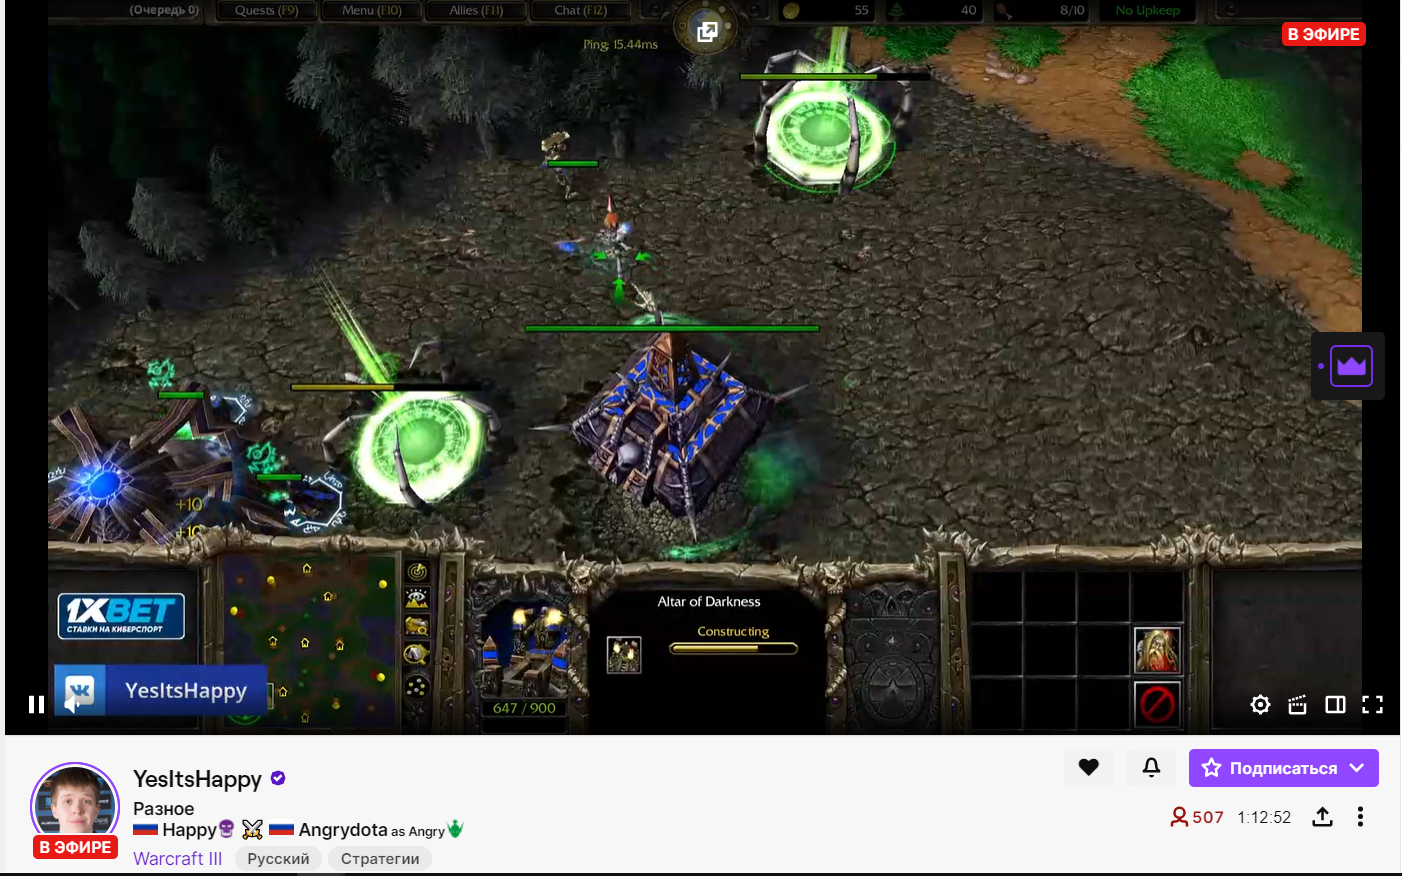 (Очередь 0)
Quests (F9)
Menu (F10)
Allies (F11)
Chat (F12)
55
40
8/10
No Upkeep
Ping: 15.44ms
В ЭФИРЕ
+10
+10
Altar of Darkness
Constructing
4
1XBET
СТАВКИ НА КИБЕРСПОРТ
YesItsHappy
647 / 900
YesItsHappy
Подписаться
Разное
Happy
Angrydota as Angry
507
1:12:52
В ЭФИРЕ
Warcraft III
Русский
Стратегии